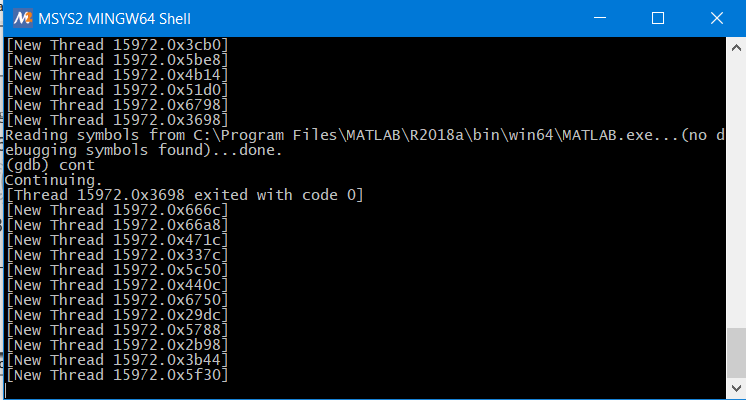 MSYS2 MINGW64 Shell
[New Thread 15972.0x3cb0]
[New Thread 15972.0x5be8]
[New Thread 15972.0x4b14]
[New Thread 15972.0x51d0]
[New Thread 15972.0x6798]
[New Thread 15972.0x3698]
Reading symbols from C:\Program Files\MATLAB\R2018a\bin\win64\MATLAB.exe...(no d
ebugging symbols found)...done.
(gdb) cont
Continuing.
[Thread 15972.0x3698 exited with code 0]
[New Thread 15972.0x666c]
[New Thread 15972.0x66a8]
[New Thread 15972.0x471c]
[New Thread 15972.0x337c]
[New Thread 15972.0x5c50]
[New Thread 15972.0x440c]
[New Thread 15972.0x6750]
[New Thread 15972.0x29dc]
[New Thread 15972.0x5788]
[New Thread 15972.0x2b98]
[New Thread 15972.0x3b44]
[New Thread 15972.0x5f30]